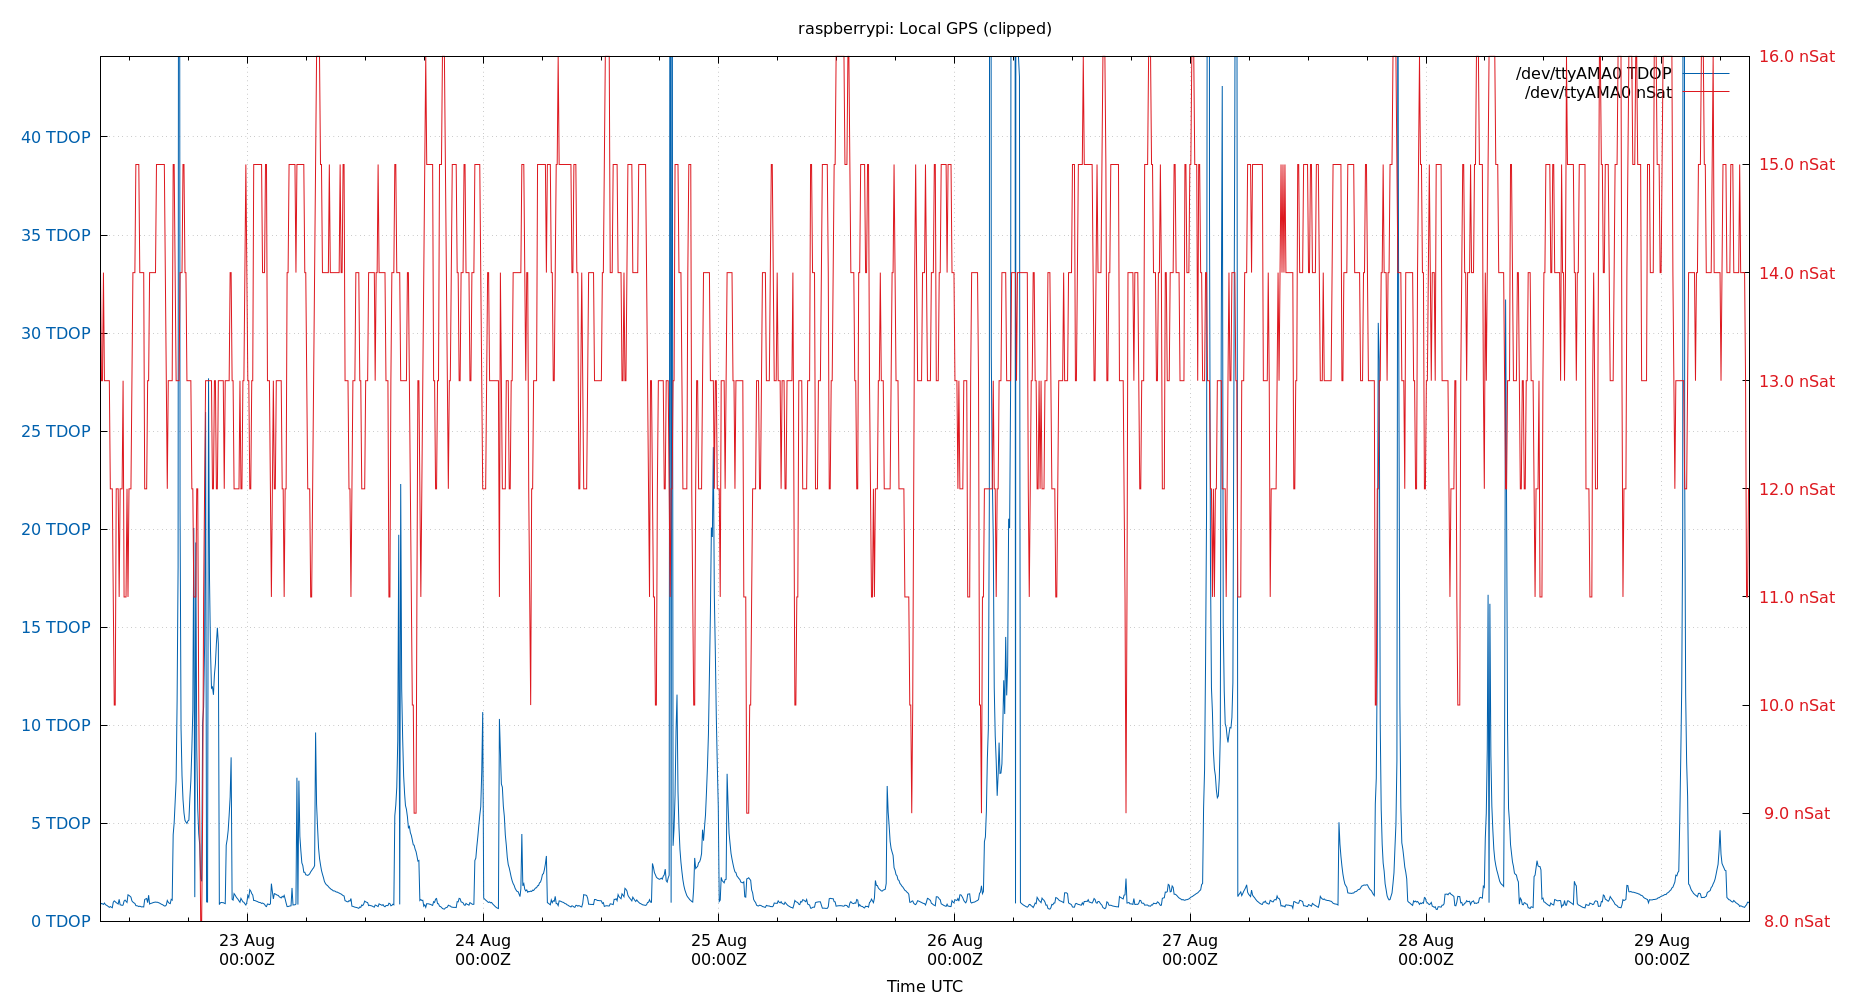 raspberrypi: Local GPS (clipped)
/dev/ttyAMA0 TDOP
/dev/ttyAMA0 nSat
40 TDOP
35 TDOP
30 TDOP
25 TDOP
20 TDOP
15 TDOP
10 TDOP
5 TDOP
0 TDOP
16.0 nSat
15.0 nSat
14.0 nSat
13.0 nSat
12.0 nSat
11.0 nSat
10.0 nSat
9.0 nSat
8.0 nSat
23 Aug
00:00Z
24 Aug
00:00Z
25 Aug
00:00Z
26 Aug
00:00Z
27 Aug
00:00Z
28 Aug
00:00Z
29 Aug
00:00Z
Time UTC